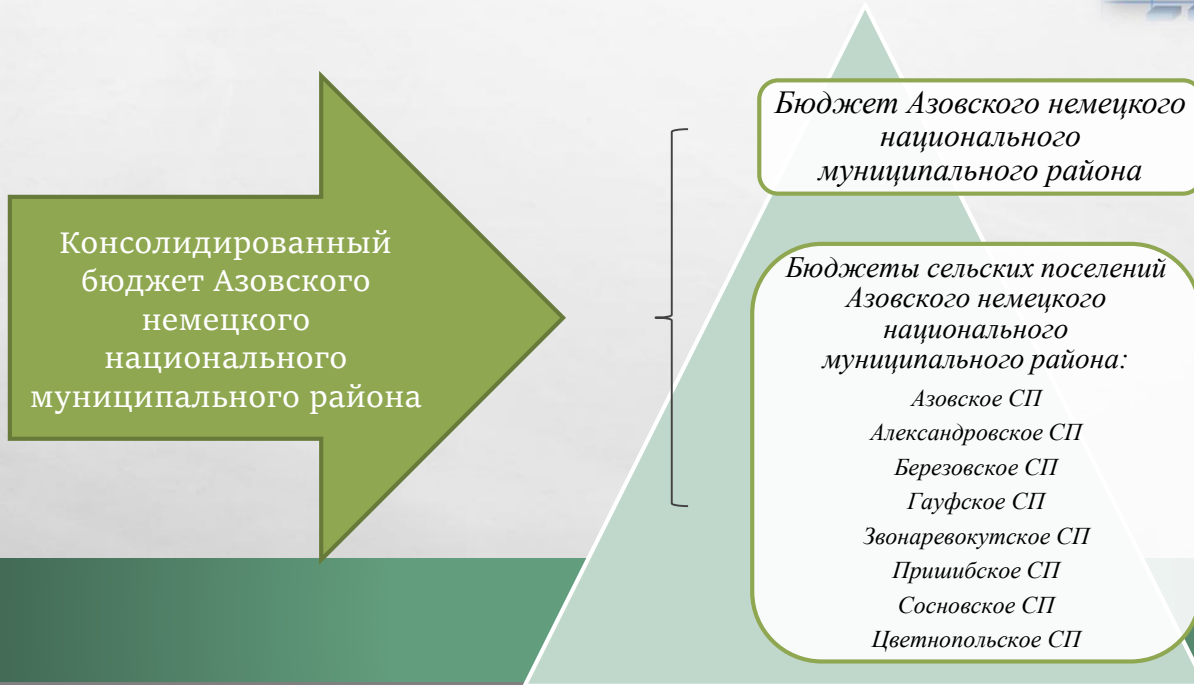 Консолидированный
бюджет Азовского
немецкого
национального
муниципального района
Бюджет Азовского немецкого
национального
муниципального района
Бюджеты сельских поселений
Азовского немецкого
национального
муниципального района:
Азовское СП
Александровское СП
Березовское СП
Гауфское СП
Звонаревокутское СП
Пришибское СП
Сосновское СП
Цветнопольское СП